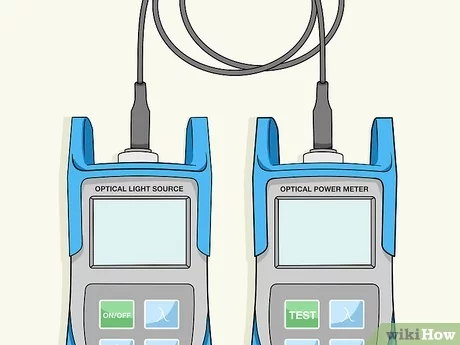 OPTICAL LIGHT SOURCE
OPTICAL POWER METER
ON/OFF
λ
TEST
λ
wikiHow